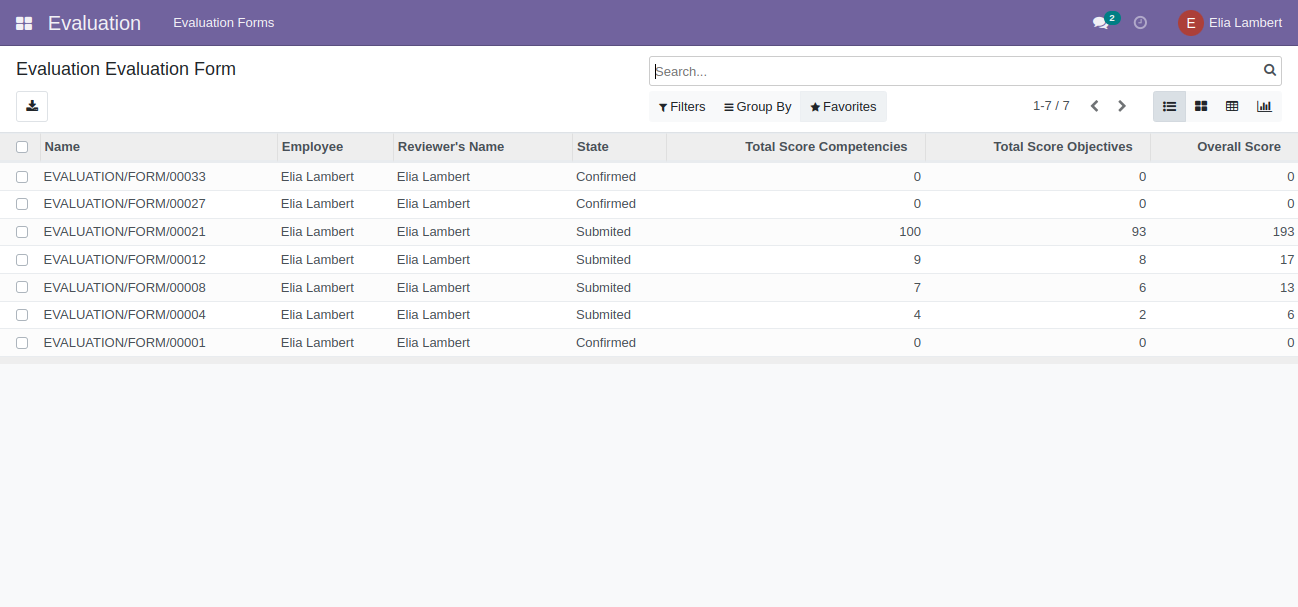 Evaluation Evaluation Forms 2 E Elia Lambert
Evaluation Evaluation Form Search...
Filters Group By Favorites 1-7 / 7
Name Employee Reviewer's Name State Total Score Competencies Total Score Objectives Overall Score
EVALUATION/FORM/00033 Elia Lambert Elia Lambert Confirmed 0 0 0
EVALUATION/FORM/00027 Elia Lambert Elia Lambert Confirmed 0 0 0
EVALUATION/FORM/00021 Elia Lambert Elia Lambert Submited 100 93 193
EVALUATION/FORM/00012 Elia Lambert Elia Lambert Submited 9 8 17
EVALUATION/FORM/00008 Elia Lambert Elia Lambert Submited 7 6 13
EVALUATION/FORM/00004 Elia Lambert Elia Lambert Submited 4 2 6
EVALUATION/FORM/00001 Elia Lambert Elia Lambert Confirmed 0 0 0